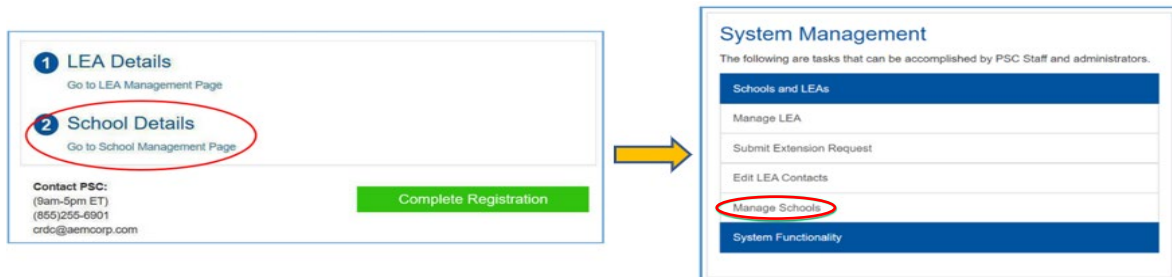 1 LEA Details
Go to LEA Management Page
2 School Details
Go to School Management Page
Contact PSC:
(9am-5pm ET)
(855)255-6901
crdc@aemcorp.com
Complete Registration
System Management
The following are tasks that can be accomplished by PSC Staff and administrators.
Schools and LEAs
Manage LEA
Submit Extension Request
Edit LEA Contacts
Manage Schools
System Functionality